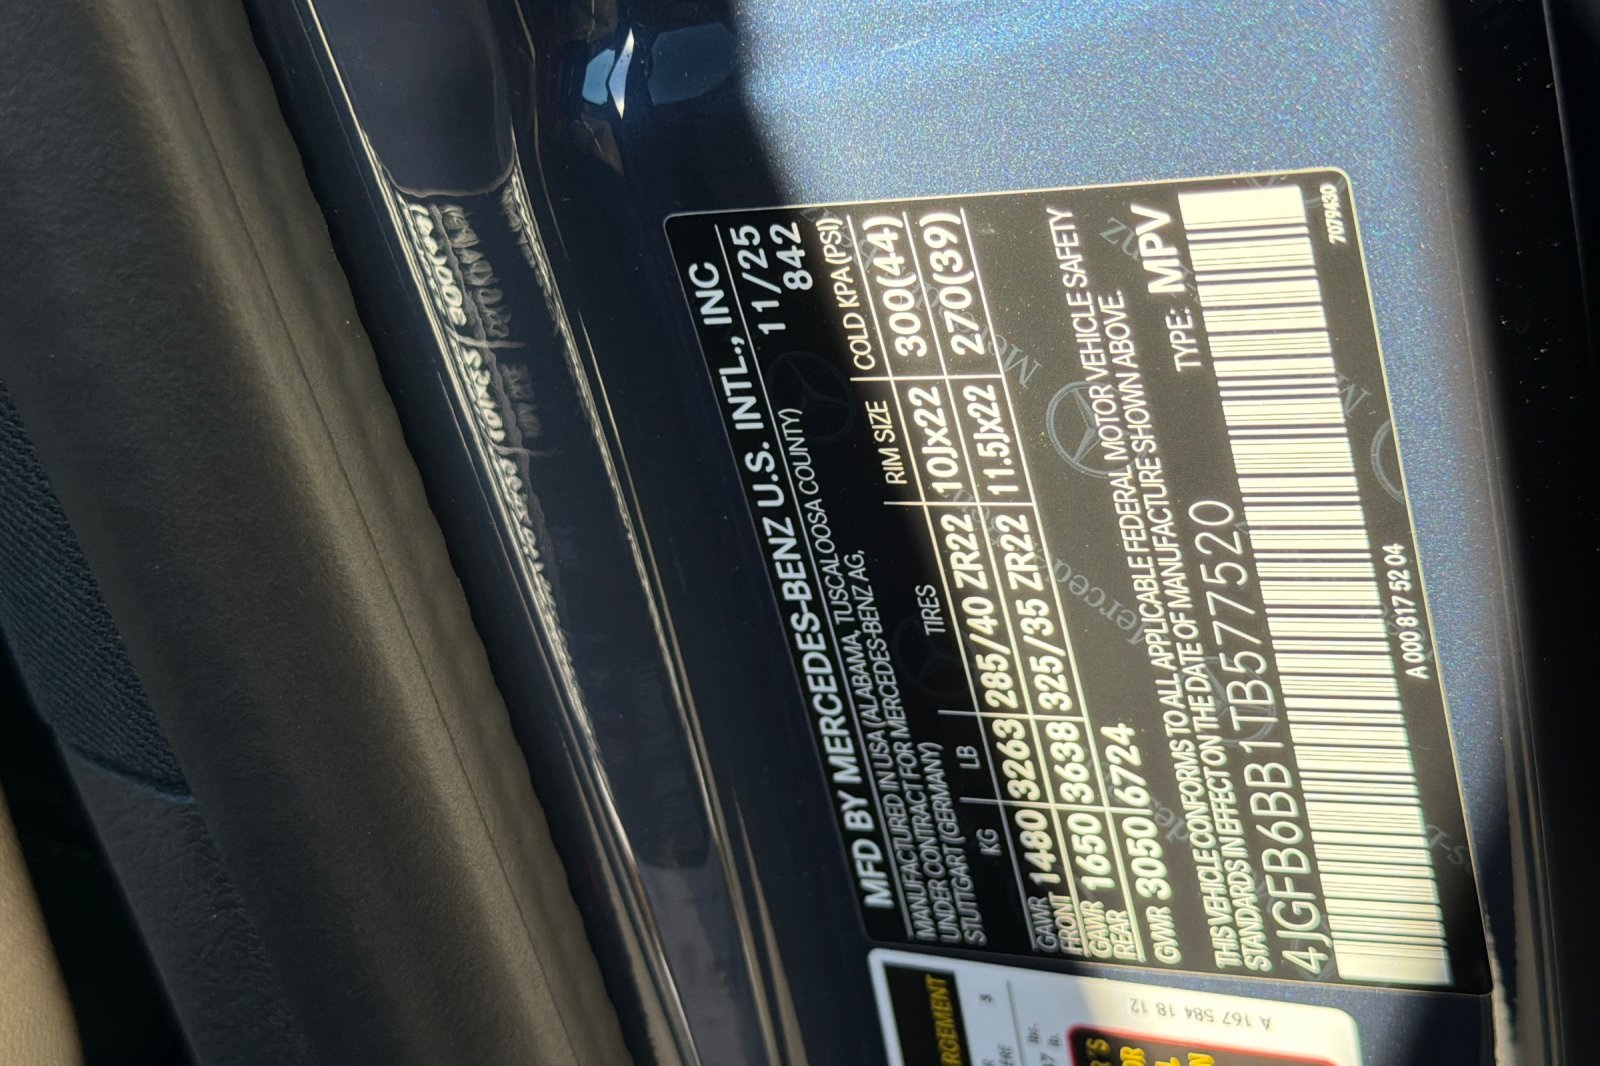 MFD BY MERCEDES-BENZ U.S. INTL., INC
MANUFACTURED IN USA (ALABAMA, TUSCALOOSA COUNTY) 11/25
UNDER CONTRACT FOR MERCEDES-BENZ AG, 842
STUTTGART (GERMANY)
KG LB TIRES RIM SIZE COLD KPA (PSI)
GAWR FRONT 1480 3263 285/40 ZR22 10Jx22 300(44)
GAWR REAR 1650 3638 325/35 ZR22 11.5Jx22 270(39)
GVWR 3050 6724
THIS VEHICLE CONFORMS TO ALL APPLICABLE FEDERAL MOTOR VEHICLE SAFETY
STANDARDS IN EFFECT ON THE DATE OF MANUFACTURE SHOWN ABOVE.
4JGFB6BB1TB577520 TYPE: MPV
A 000 817 52 04
7079430
A 167 584 18 12